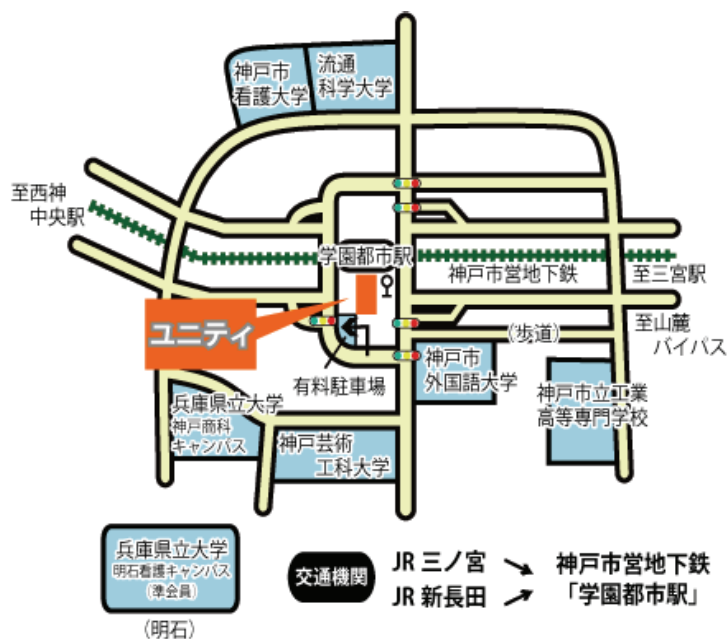 神戸市
看護大学
流通
科学大学
至西神
中央駅
学園都市駅
神戸市営地下鉄
至三宮駅
ユニティ
至山麓
バイパス
(歩道)
有料駐車場
神戸市
外国語大学
神戸市立工業
高等専門学校
兵庫県立大学
神戸商科
キャンパス
神戸芸術
工科大学
兵庫県立大学
明石看護キャンパス
(準会員)
(明石)
交通機関
JR 三ノ宮
JR 新長田
神戸市営地下鉄
「学園都市駅」